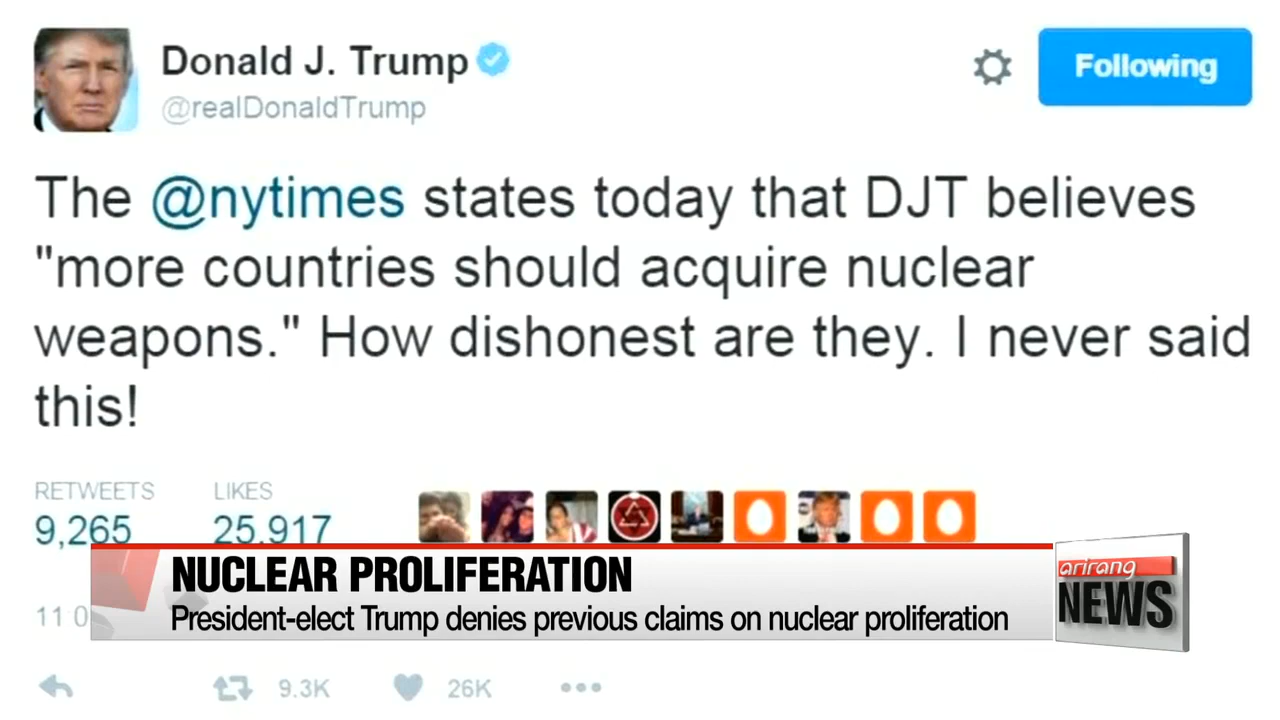 Donald J. Trump
@realDonaldTrump
Following
The @nytimes states today that DJT believes
"more countries should acquire nuclear
weapons." How dishonest are they. I never said
this!
RETWEETS LIKES
9,265 25,917
NUCLEAR PROLIFERATION
President-elect Trump denies previous claims on nuclear proliferation
arirang
NEWS
11:0
9.3K 26K